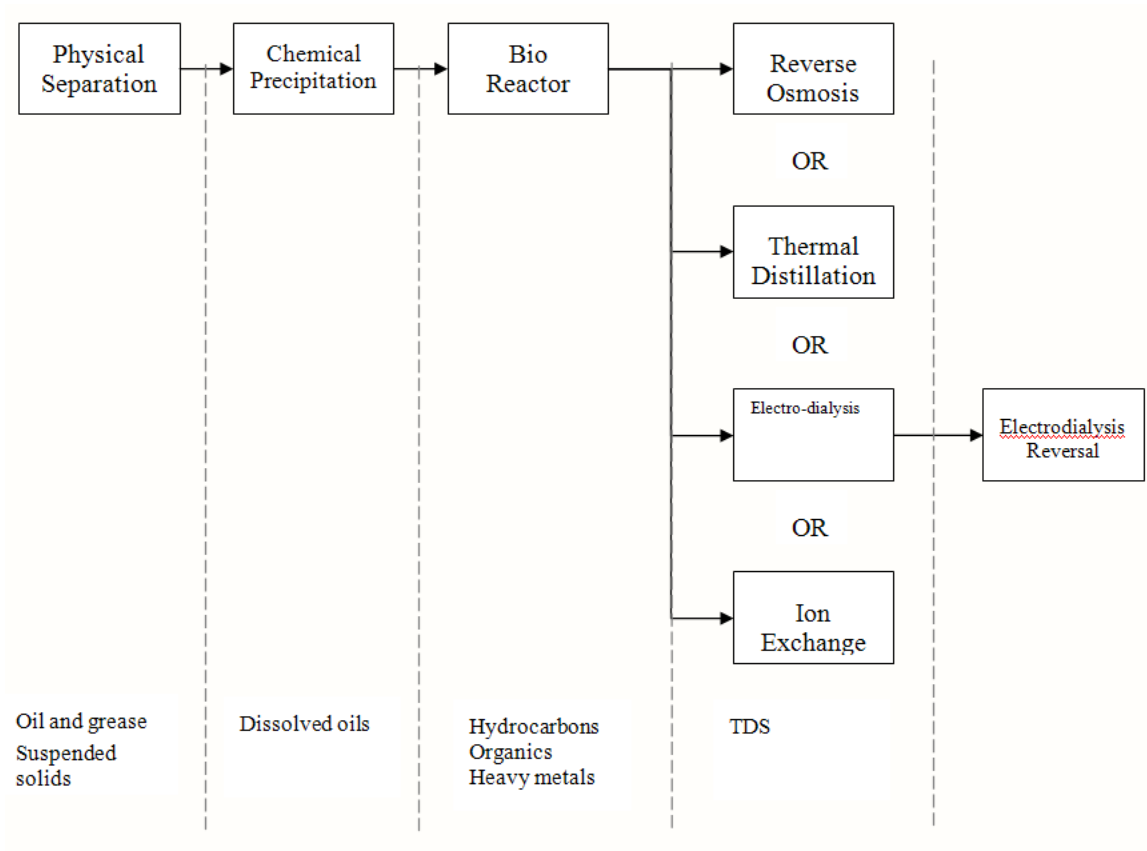 Physical
Separation
Chemical
Precipitation
Bio
Reactor
Reverse
Osmosis
OR
Thermal
Distillation
OR
Electro-dialysis
Electrodialysis
Reversal
OR
Ion
Exchange
Oil and grease
Suspended
solids
Dissolved oils
Hydrocarbons
Organics
Heavy metals
TDS